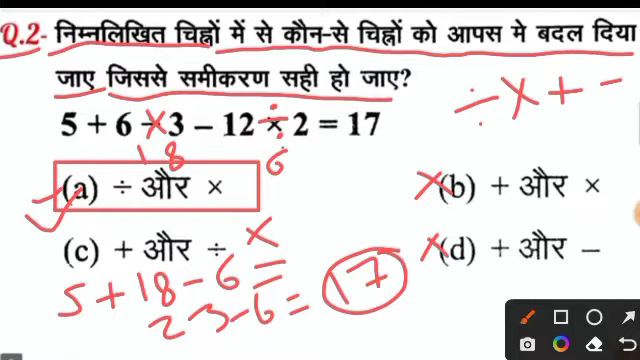 Q.2- निम्नलिखित चिह्नों में से कौन-से चिह्नों को आपस मे बदल दिया
जाए जिससे समीकरण सही हो जाए?
÷ × + -
5 + 6 ÷ 3 – 12 × 2 = 17
18 6
(a) ÷ और ×
(b) + और ×
(c) + और ÷
(d) + और –
5 + 18 - 6 =
23 - 6 = 17